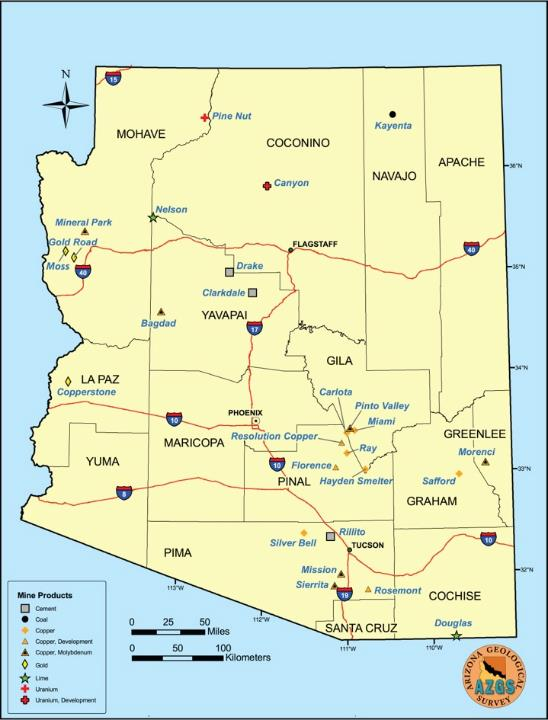 15
N
Pine Nut
MOHAVE
COCONINO
Kayenta
APACHE
NAVAJO
36°N
Canyon
Nelson
Mineral Park
Gold Road
Moss
40
FLAGSTAFF
40
35°N
Drake
Clarkdale
YAVAPAI
17
Bagdad
GILA
34°N
LA PAZ
Copperstone
Carlota
Pinto Valley
Miami
PHOENIX
10
Resolution Copper
MARICOPA
GREENLEE
Ray
Morenci
YUMA
10
Florence
33°N
Safford
PINAL
Hayden Smelter
8
GRAHAM
Rillito
Silver Bell
10
TUCSON
PIMA
Mission
32°N
Sierrita
19
Rosemont
113°W
COCHISE
112°W
SANTA CRUZ
Douglas
111°W
110°W
Mine Products
Cement
Coal
Copper
Copper, Development
Copper, Molybdenum
Gold
Lime
Uranium
Uranium, Development
0 25 50
Miles
0 50 100
Kilometers
ARIZONA GEOLOGICAL
AZGS
SURVEY